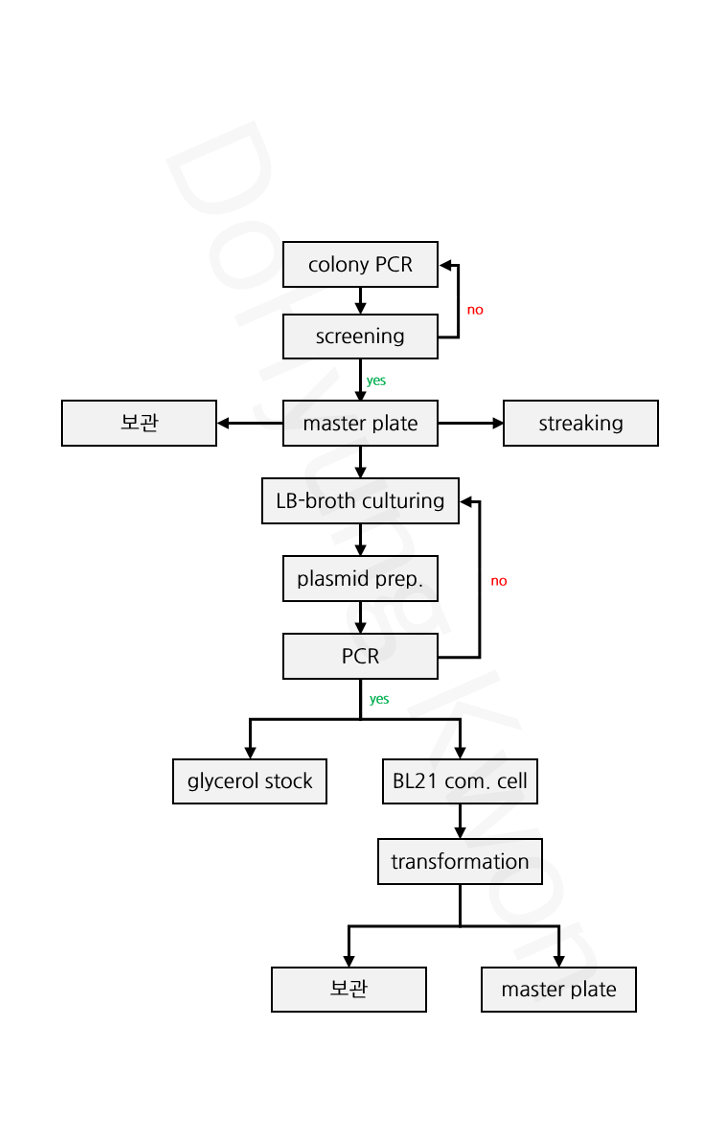 colony PCR
no
screening
yes
보관
master plate
streaking
LB-broth culturing
plasmid prep.
no
PCR
yes
glycerol stock
BL21 com. cell
transformation
보관
master plate
Dohyung Kwon